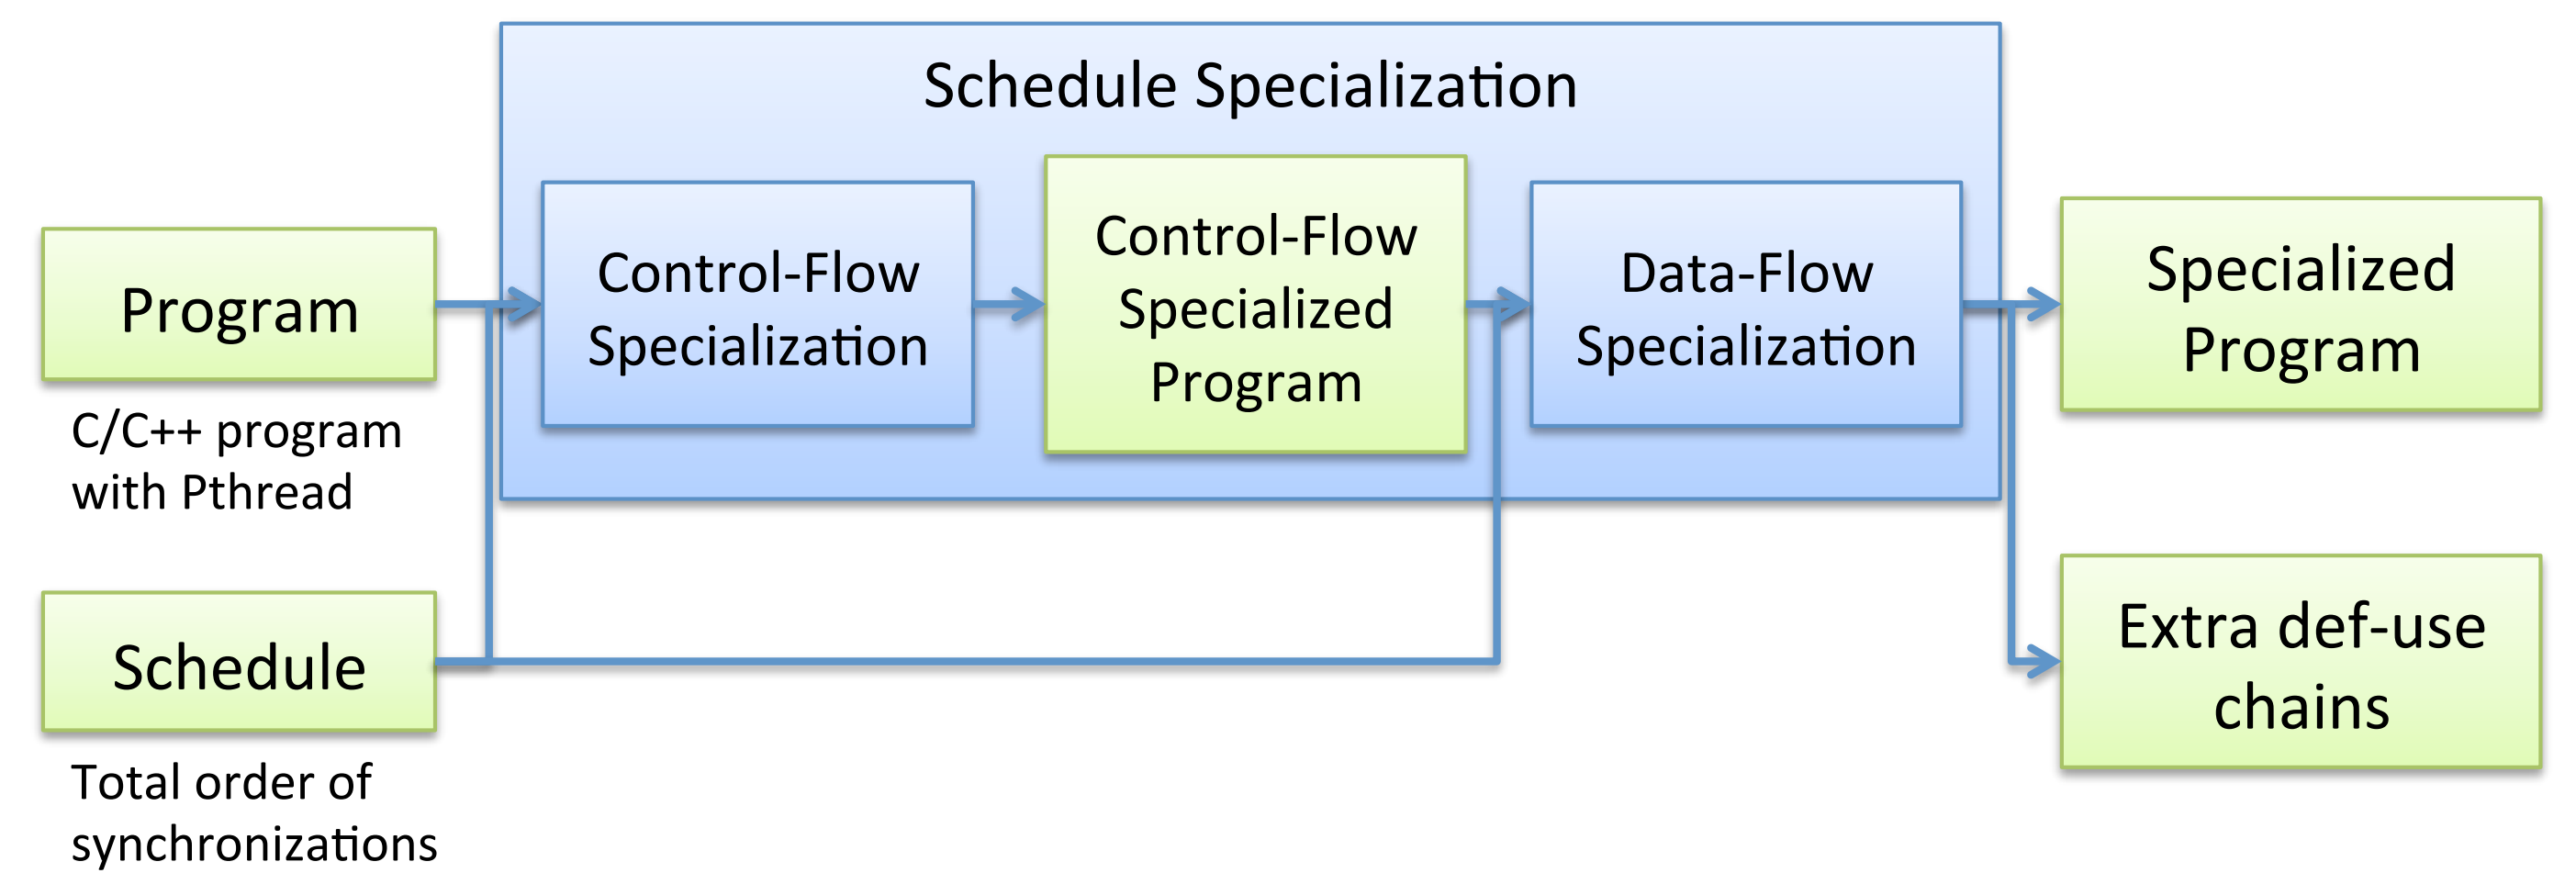 Schedule Specialization
Program
C/C++ program
with Pthread
Schedule
Total order of
synchronizations
Control-Flow
Specialization
Control-Flow
Specialized
Program
Data-Flow
Specialization
Specialized
Program
Extra def-use
chains